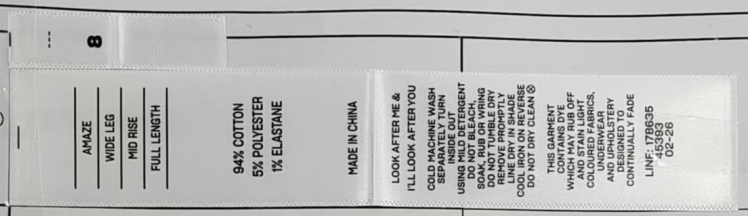 ---
8
AMAZE
WIDE LEG
MID RISE
FULL LENGTH
94% COTTON
5% POLYESTER
1% ELASTANE
MADE IN CHINA
LOOK AFTER ME &
I'LL LOOK AFTER YOU
COLD MACHINE WASH
SEPARATELY TURN
INSIDE OUT
USING MILD DETERGENT
DO NOT BLEACH,
SOAK, RUB OR WRING
DO NOT TUMBLE DRY
REMOVE PROMPTLY
LINE DRY IN SHADE
COOL IRON ON REVERSE
DO NOT DRY CLEAN ⓧ
THIS GARMENT
CONTAINS DYE
WHICH MAY RUB OFF
AND STAIN LIGHT
COLOURED FABRICS,
UNDERWEAR
AND UPHOLSTERY
DESIGNED TO
CONTINUALLY FADE
LINF: 178635
453393
02-26